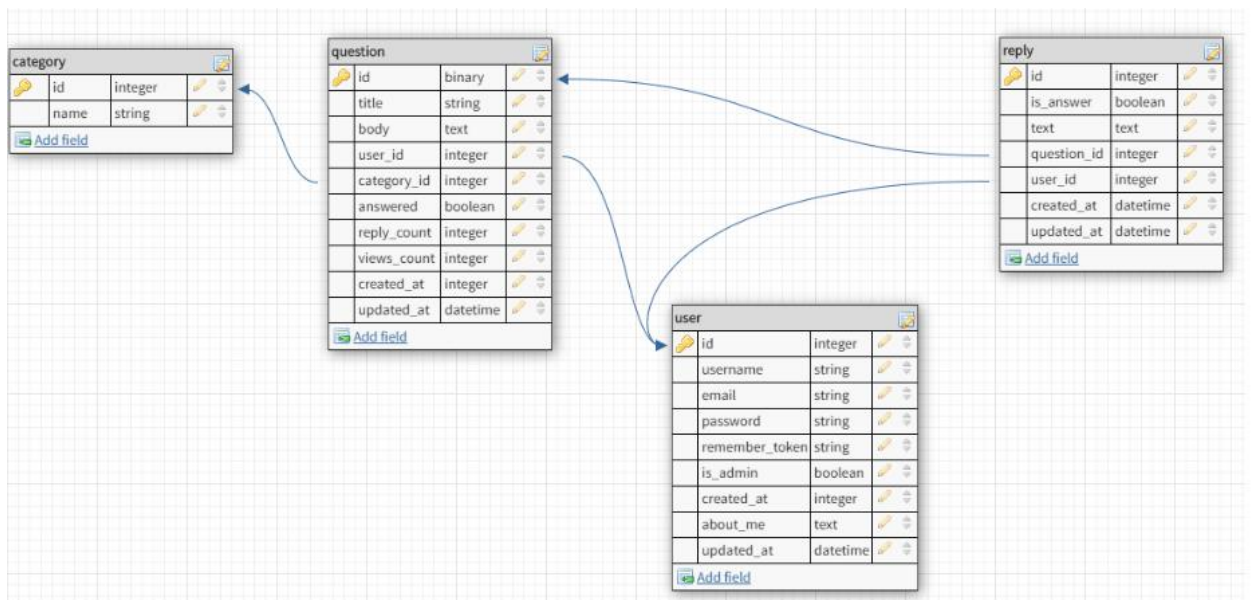 category
id integer
name string
Add field
question
id binary
title string
body text
user_id integer
category_id integer
answered boolean
reply_count integer
views_count integer
created_at integer
updated_at datetime
Add field
reply
id integer
is_answer boolean
text text
question_id integer
user_id integer
created_at datetime
updated_at datetime
Add field
user
id integer
username string
email string
password string
remember_token string
is_admin boolean
created_at integer
about_me text
updated_at datetime
Add field